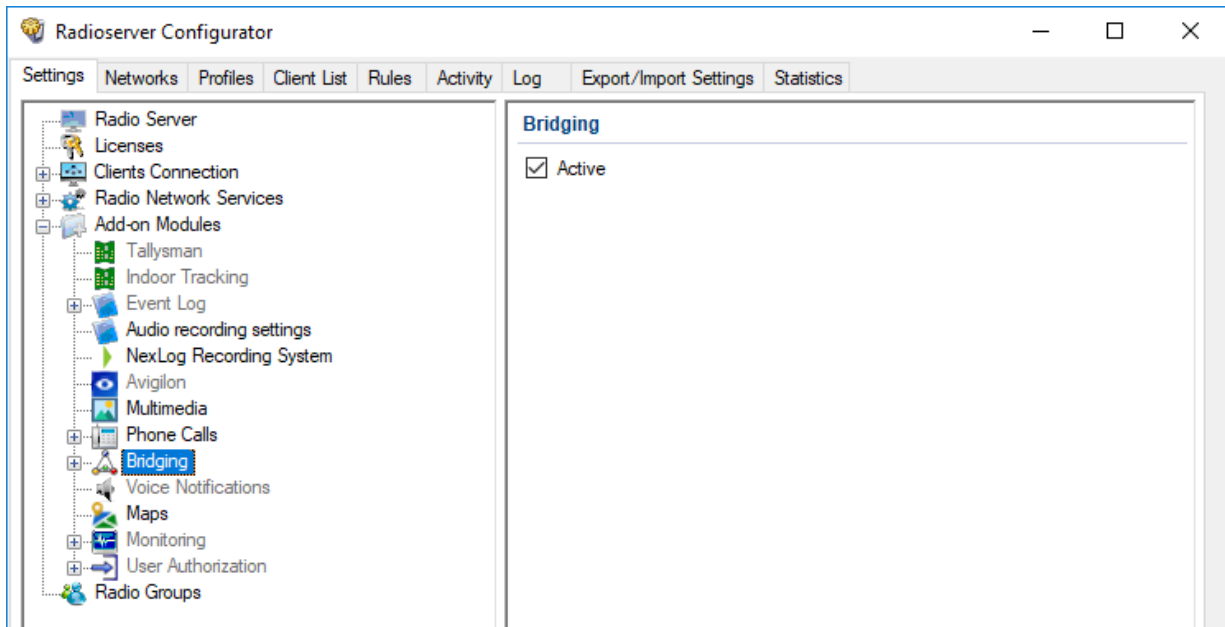 Radioserver Configurator
Settings Networks Profiles Client List Rules Activity Log Export/Import Settings Statistics
Radio Server
Licenses
Clients Connection
Radio Network Services
Add-on Modules
Tallysman
Indoor Tracking
Event Log
Audio recording settings
NexLog Recording System
Avigilon
Multimedia
Phone Calls
Bridging
Voice Notifications
Maps
Monitoring
User Authorization
Radio Groups
Bridging
Active